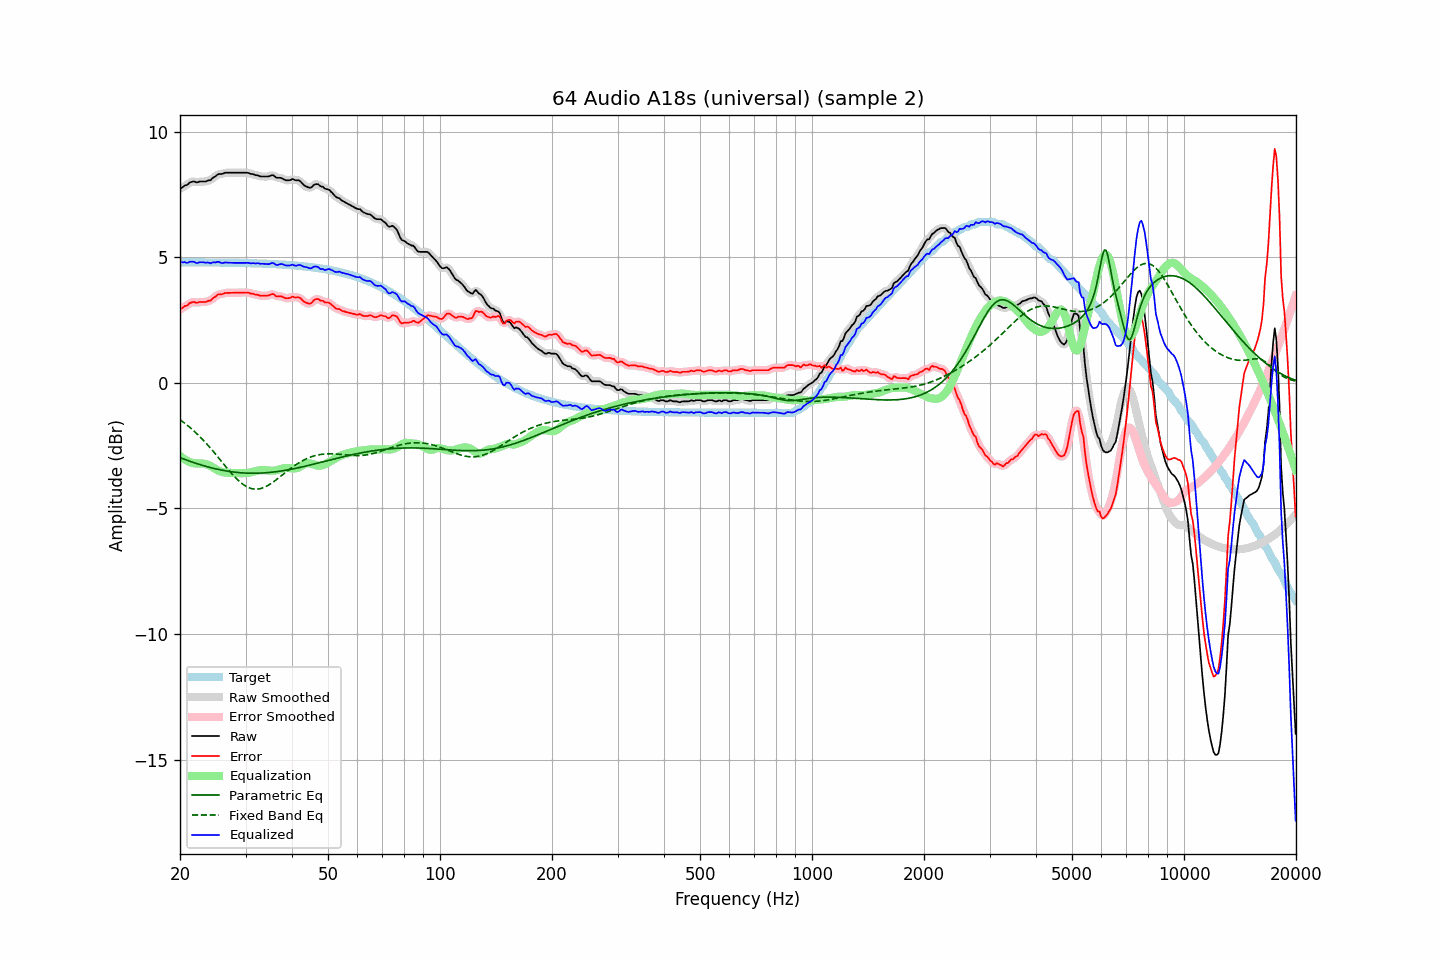 64 Audio A18s (universal) (sample 2)
10
5
0
−5
−10
−15
Amplitude (dBr)
Target
Raw Smoothed
Error Smoothed
Raw
Error
Equalization
Parametric Eq
Fixed Band Eq
Equalized
20
50
100
200
500
1000
2000
5000
10000
20000
Frequency (Hz)